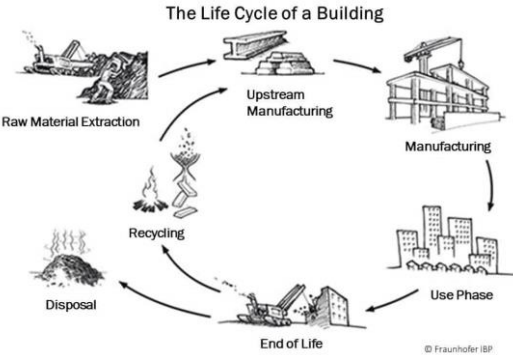 The Life Cycle of a Building
Raw Material Extraction
Upstream
Manufacturing
Manufacturing
Recycling
Disposal
End of Life
Use Phase
© Fraunhofer IBP